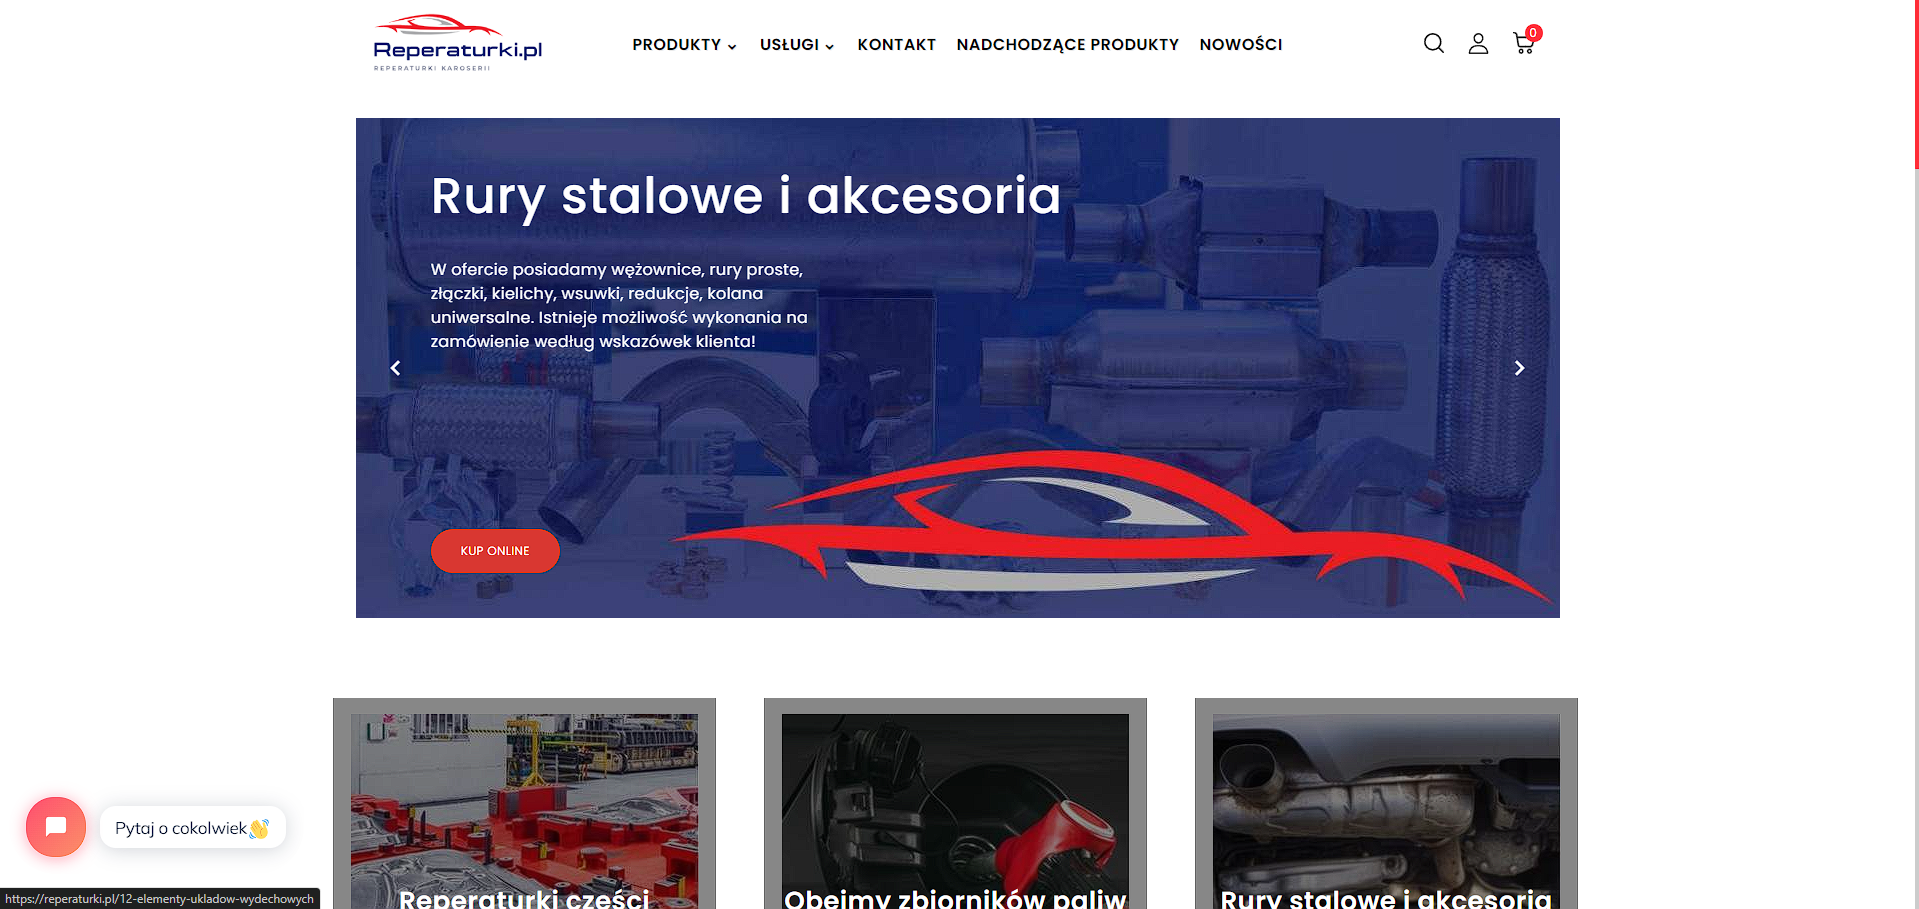 Reperaturki.pl
REPERATURKI KAROSERII
PRODUKTY
USŁUGI
KONTAKT
NADCHODZĄCE PRODUKTY
NOWOŚCI
0
Rury stalowe i akcesoria
W ofercie posiadamy wężownice, rury proste,
złączki, kielichy, wsuwki, redukcje, kolana
uniwersalne. Istnieje możliwość wykonania na
zamówienie według wskazówek klienta!
KUP ONLINE
Reperaturki części
Obejmy zbiorników paliw
Rury stalowe i akcesoria
Pytaj o cokolwiek👋
https://reperaturki.pl/12-elementy-ukladow-wydechowych